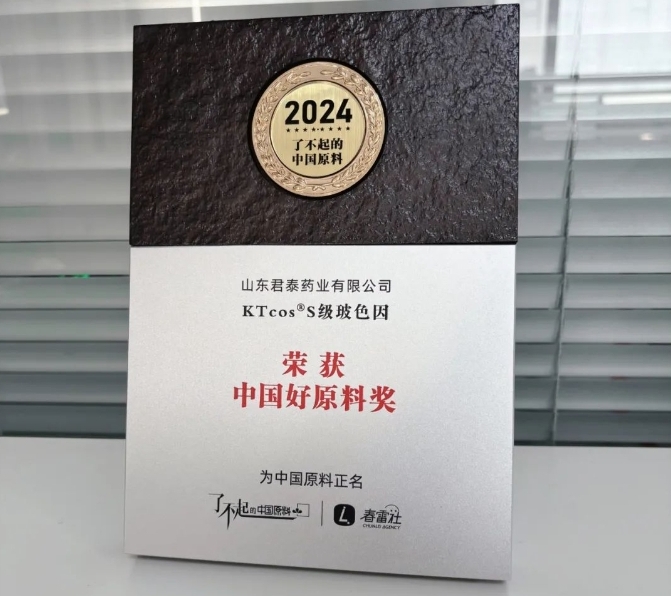 2024
了不起的
中国原料
山东君泰药业有限公司
KTcos®S级玻色因
荣获
中国好原料奖
为中国原料正名
了不起的中国原料
春雷社
CHUNLEI AGENCY